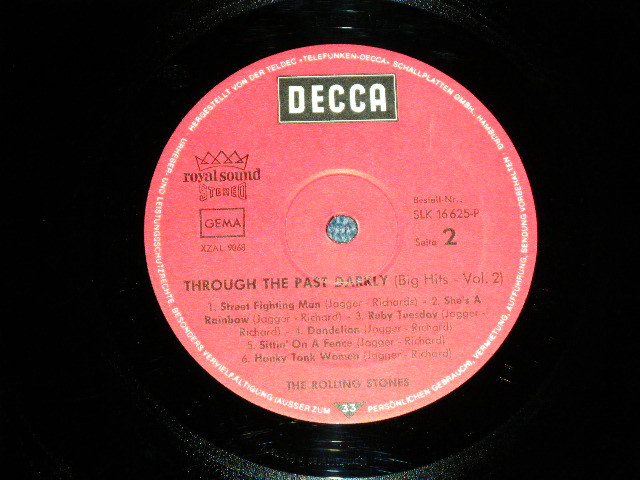 HERGESTELLT VON DER TELDEC »TELEFUNKEN-DECCA« SCHALLPLATTEN GMBH, HAMBURG
URHEBER- UND LEISTUNGSSCHUTZRECHTE, BESONDERS VERVIELFÄLTIGUNG (AUSSER ZUM PERSÖNLICHEN GEBRAUCH), VERMIETUNG, AUFFÜHRUNG, SENDUNG VORBEHALTEN
DECCA
royal sound
STEREO
GEMA
XZAL 9068
Bestell-Nr.:
SLK 16 625-P
Seite 2
THROUGH THE PAST DARKLY (Big Hits - Vol. 2)
1. Street Fighting Man (Jagger - Richards) - 2. She's A
Rainbow (Jagger - Richard) - 3. Ruby Tuesday (Jagger -
Richard) - 4. Dandelion (Jagger - Richard)
5. Sittin' On A Fence (Jagger - Richard)
6. Honky Tonk Women (Jagger - Richard)
THE ROLLING STONES
33